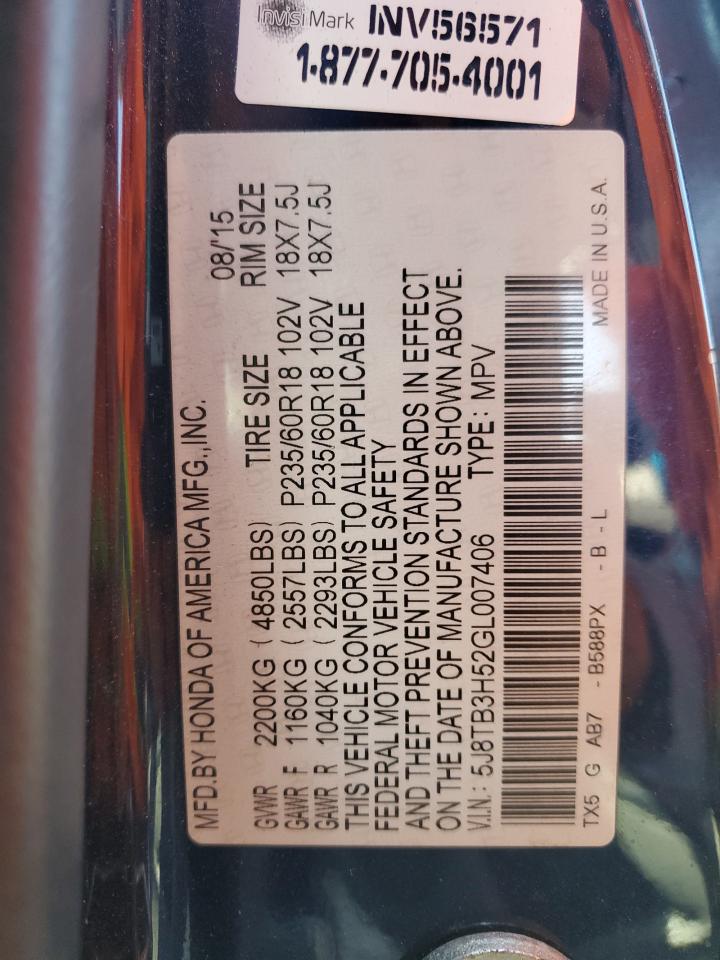 InvisiMark INV56571
1-877-705-4001
MFD.BY HONDA OF AMERICA MFG.,INC. 08/'15
GVWR 2200KG ( 4850LBS) TIRE SIZE RIM SIZE
GAWR F 1160KG ( 2557LBS) P235/60R18 102V 18X7.5J
GAWR R 1040KG ( 2293LBS) P235/60R18 102V 18X7.5J
THIS VEHICLE CONFORMS TO ALL APPLICABLE
FEDERAL MOTOR VEHICLE SAFETY
AND THEFT PREVENTION STANDARDS IN EFFECT
ON THE DATE OF MANUFACTURE SHOWN ABOVE.
V.I.N.: 5J8TB3H52GL007406 TYPE: MPV
TX5 G AB7 - B588PX - B - L MADE IN U.S.A.